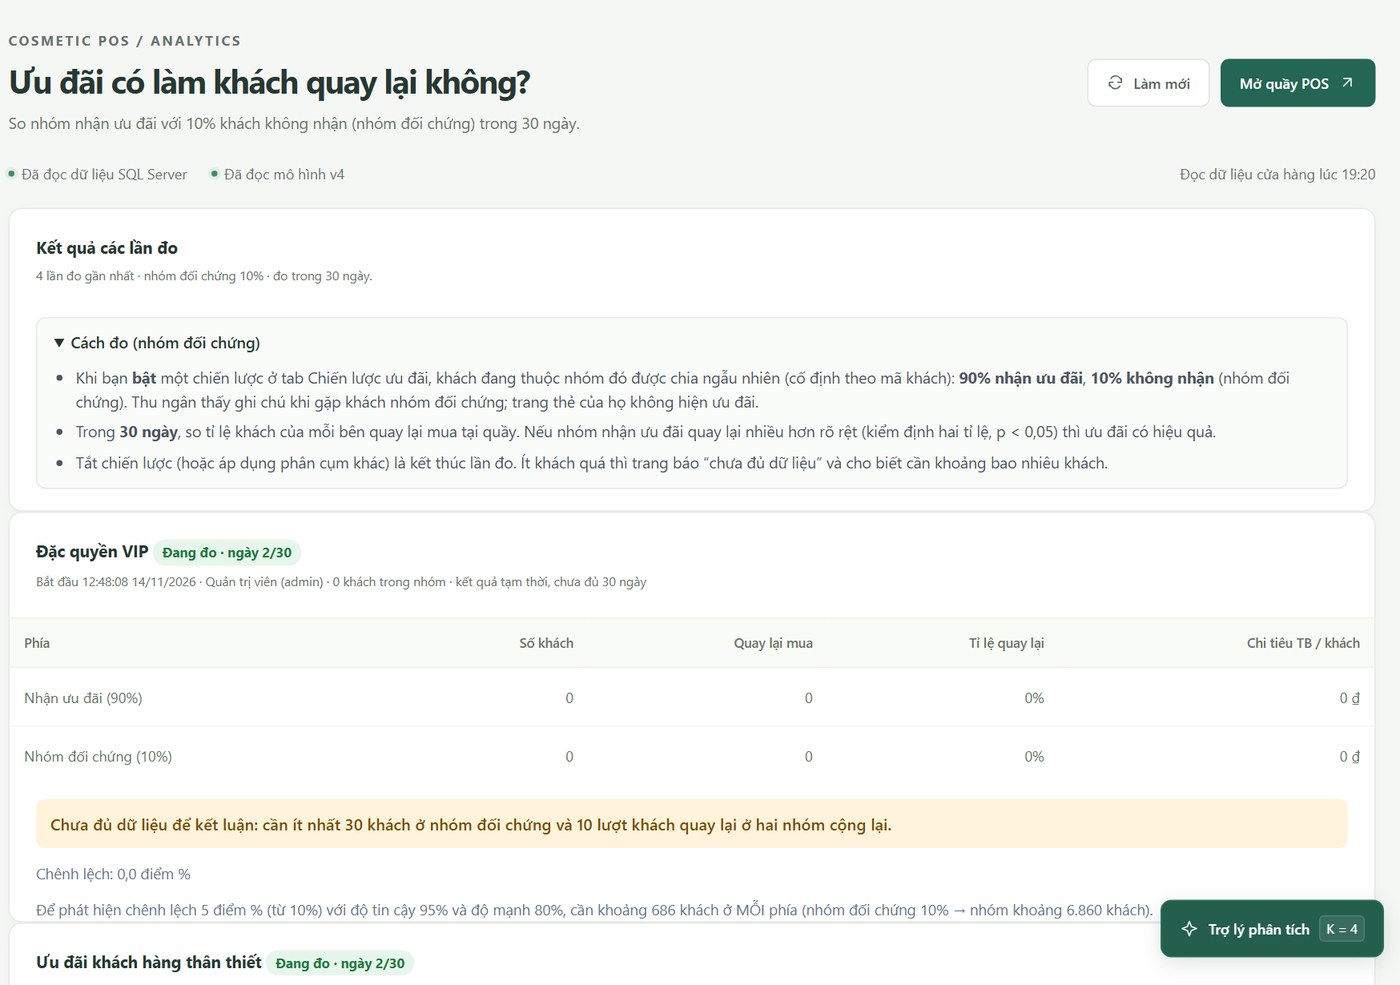 COSMETIC POS / ANALYTICS
Ưu đãi có làm khách quay lại không?
Làm mới
Mở quầy POS
So nhóm nhận ưu đãi với 10% khách không nhận (nhóm đối chứng) trong 30 ngày.
Đã đọc dữ liệu SQL Server
Đã đọc mô hình v4
Đọc dữ liệu cửa hàng lúc 19:20
Kết quả các lần đo
4 lần đo gần nhất · nhóm đối chứng 10% · đo trong 30 ngày.
▼ Cách đo (nhóm đối chứng)
• Khi bạn bật một chiến lược ở tab Chiến lược ưu đãi, khách đang thuộc nhóm đó được chia ngẫu nhiên (cố định theo mã khách): 90% nhận ưu đãi, 10% không nhận (nhóm đối
chứng). Thu ngân thấy ghi chú khi gặp khách nhóm đối chứng; trang thẻ của họ không hiện ưu đãi.
• Trong 30 ngày, so tỉ lệ khách của mỗi bên quay lại mua tại quầy. Nếu nhóm nhận ưu đãi quay lại nhiều hơn rõ rệt (kiểm định hai tỉ lệ, p < 0,05) thì ưu đãi có hiệu quả.
• Tắt chiến lược (hoặc áp dụng phân cụm khác) là kết thúc lần đo. Ít khách quá thì trang báo “chưa đủ dữ liệu” và cho biết cần khoảng bao nhiêu khách.
Đặc quyền VIP Đang đo · ngày 2/30
Bắt đầu 12:48:08 14/11/2026 · Quản trị viên (admin) · 0 khách trong nhóm · kết quả tạm thời, chưa đủ 30 ngày
Phía Số khách Quay lại mua Tỉ lệ quay lại Chi tiêu TB / khách
Nhận ưu đãi (90%) 0 0 0% 0 ₫
Nhóm đối chứng (10%) 0 0 0% 0 ₫
Chưa đủ dữ liệu để kết luận: cần ít nhất 30 khách ở nhóm đối chứng và 10 lượt khách quay lại ở hai nhóm cộng lại.
Chênh lệch: 0,0 điểm %
Để phát hiện chênh lệch 5 điểm % (từ 10%) với độ tin cậy 95% và độ mạnh 80%, cần khoảng 686 khách ở MỖI phía (nhóm đối chứng 10% → nhóm khoảng 6.860 khách).
Trợ lý phân tích K = 4
Ưu đãi khách hàng thân thiết Đang đo · ngày 2/30